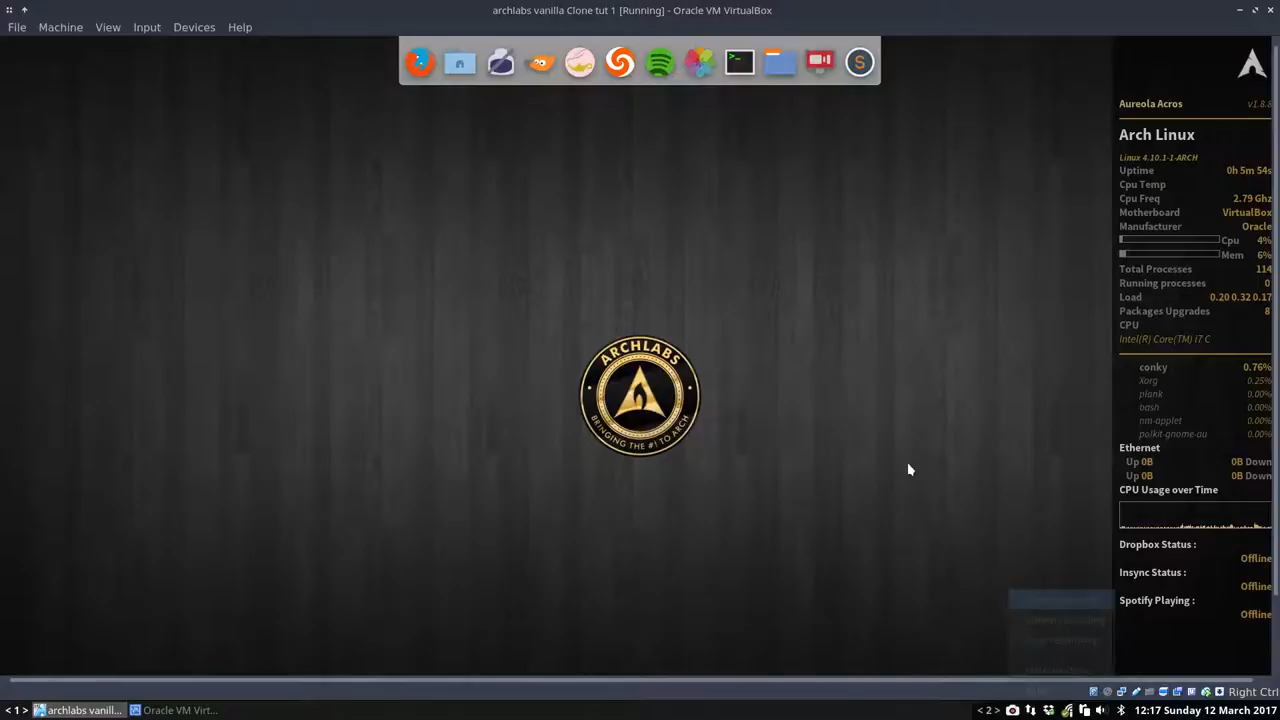 archlabs vanilla Clone tut 1 [Running] - Oracle VM VirtualBox
File Machine View Input Devices Help
Aureola Acros v1.8.8
Arch Linux
Linux 4.10.1-1-ARCH
Uptime 0h 5m 54s
Cpu Temp
Cpu Freq 2.79 Ghz
Motherboard VirtualBox
Manufacturer Oracle
Cpu 4%
Mem 6%
Total Processes 114
Running processes 0
Load 0.20 0.32 0.17
Packages Upgrades 8
CPU
Intel(R) Core(TM) i7 C
conky 0.76%
Xorg 0.25%
plank 0.00%
bash 0.00%
nm-applet 0.00%
polkit-gnome-au 0.00%
Ethernet
Up 0B 0B Down
Up 0B 0B Down
CPU Usage over Time
Dropbox Status :
Offline
Insync Status :
Offline
Spotify Playing :
Offline
ARCHLABS
BRINGING THE #! TO ARCH
Right Ctrl
< 1 > archlabs vanill... Oracle VM Virt... < 2 > 12:17 Sunday 12 March 2017